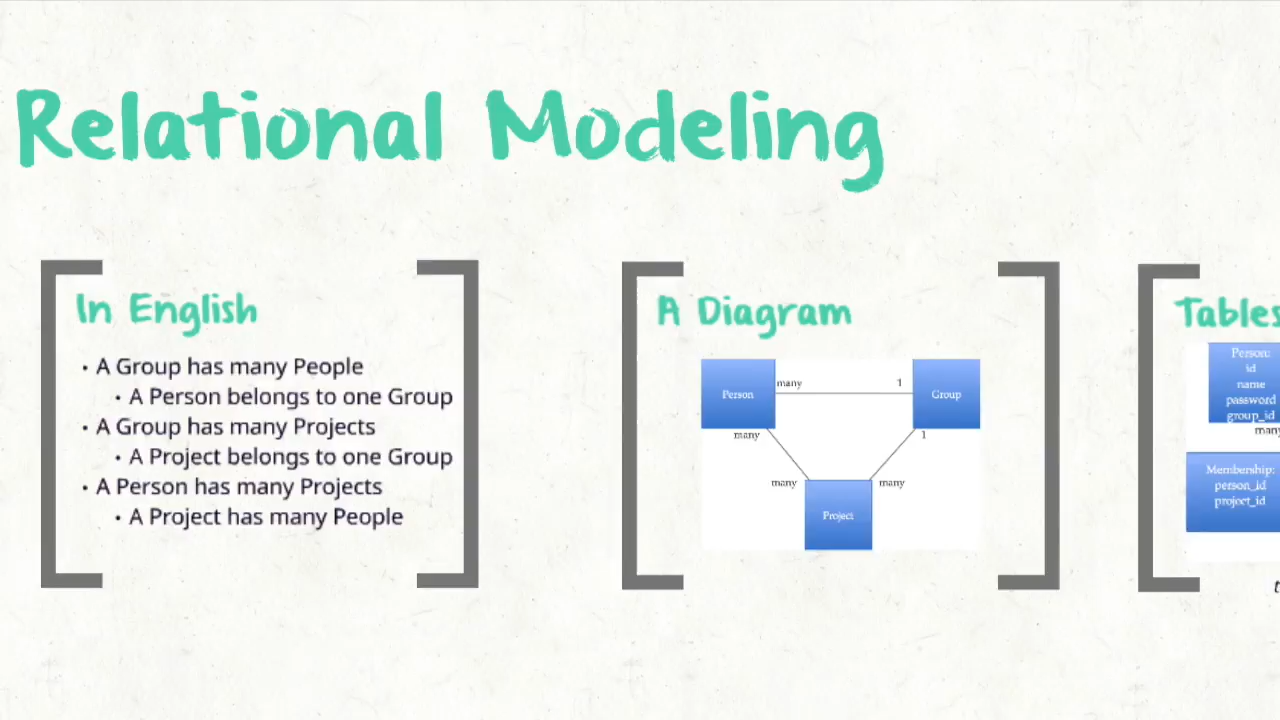 Relational Modeling
In English
• A Group has many People
• A Person belongs to one Group
• A Group has many Projects
• A Project belongs to one Group
• A Person has many Projects
• A Project has many People
A Diagram
Person
many
1
Group
many
1
many
many
Project
Tables
Person:
id
name
password
group_id
many
Membership:
person_id
project_id